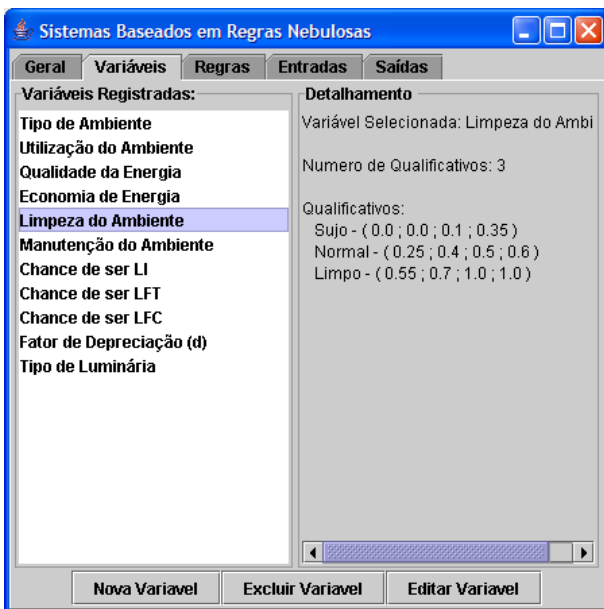 Sistemas Baseados em Regras Nebulosas
Geral Variáveis Regras Entradas Saídas
Variáveis Registradas:
Tipo de Ambiente
Utilização do Ambiente
Qualidade da Energia
Economia de Energia
Limpeza do Ambiente
Manutenção do Ambiente
Chance de ser LI
Chance de ser LFT
Chance de ser LFC
Fator de Depreciação (d)
Tipo de Luminária
Detalhamento
Variável Selecionada: Limpeza do Ambi
Numero de Qualificativos: 3
Qualificativos:
Sujo - ( 0.0 ; 0.0 ; 0.1 ; 0.35 )
Normal - ( 0.25 ; 0.4 ; 0.5 ; 0.6 )
Limpo - ( 0.55 ; 0.7 ; 1.0 ; 1.0 )
Nova Variavel Excluir Variavel Editar Variavel